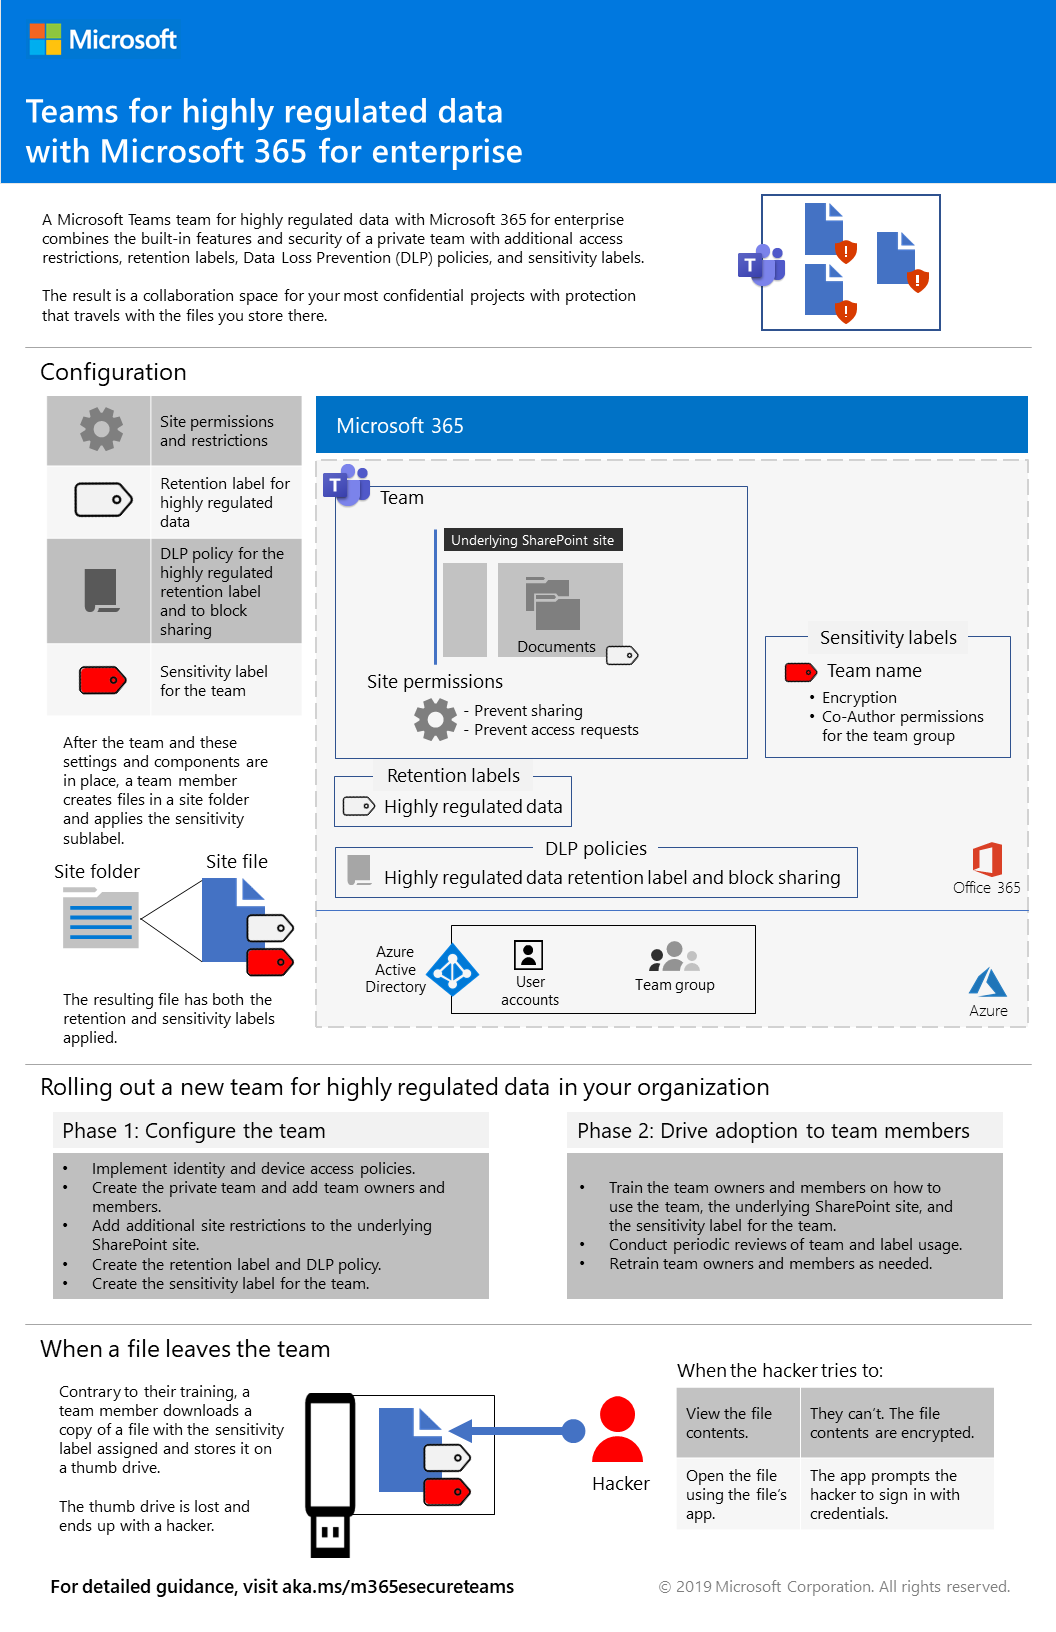 Microsoft
Teams for highly regulated data
with Microsoft 365 for enterprise
A Microsoft Teams team for highly regulated data with Microsoft 365 for enterprise
combines the built-in features and security of a private team with additional access
restrictions, retention labels, Data Loss Prevention (DLP) policies, and sensitivity labels.
The result is a collaboration space for your most confidential projects with protection
that travels with the files you store there.
T
Configuration
Site permissions
and restrictions
Retention label for
highly regulated
data
DLP policy for the
highly regulated
retention label
and to block
sharing
Sensitivity label
for the team
After the team and these
settings and components are
in place, a team member
creates files in a site folder
and applies the sensitivity
sublabel.
Site folder
Site file
The resulting file has both the
retention and sensitivity labels
applied.
Microsoft 365
T
Team
Underlying SharePoint site
Documents
Site permissions
- Prevent sharing
- Prevent access requests
Sensitivity labels
Team name
• Encryption
• Co-Author permissions
for the team group
Retention labels
Highly regulated data
DLP policies
Highly regulated data retention label and block sharing
Office 365
Azure
Active
Directory
User
accounts
Team group
Azure
Rolling out a new team for highly regulated data in your organization
Phase 1: Configure the team
• Implement identity and device access policies.
• Create the private team and add team owners and
members.
• Add additional site restrictions to the underlying
SharePoint site.
• Create the retention label and DLP policy.
• Create the sensitivity label for the team.
Phase 2: Drive adoption to team members
• Train the team owners and members on how to
use the team, the underlying SharePoint site, and
the sensitivity label for the team.
• Conduct periodic reviews of team and label usage.
• Retrain team owners and members as needed.
When a file leaves the team
Contrary to their training, a
team member downloads a
copy of a file with the sensitivity
label assigned and stores it on
a thumb drive.
The thumb drive is lost and
ends up with a hacker.
Hacker
When the hacker tries to:
View the file
contents.
They can't. The file
contents are encrypted.
Open the file
using the file's
app.
The app prompts the
hacker to sign in with
credentials.
For detailed guidance, visit aka.ms/m365esecureteams
© 2019 Microsoft Corporation. All rights reserved.